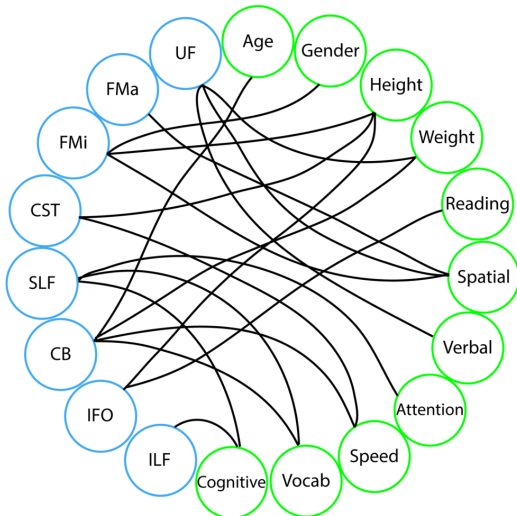 Age
Gender
Height
Weight
Reading
Spatial
Verbal
Attention
Speed
Vocab
Cognitive
ILF
IFO
CB
SLF
CST
FMi
FMa
UF